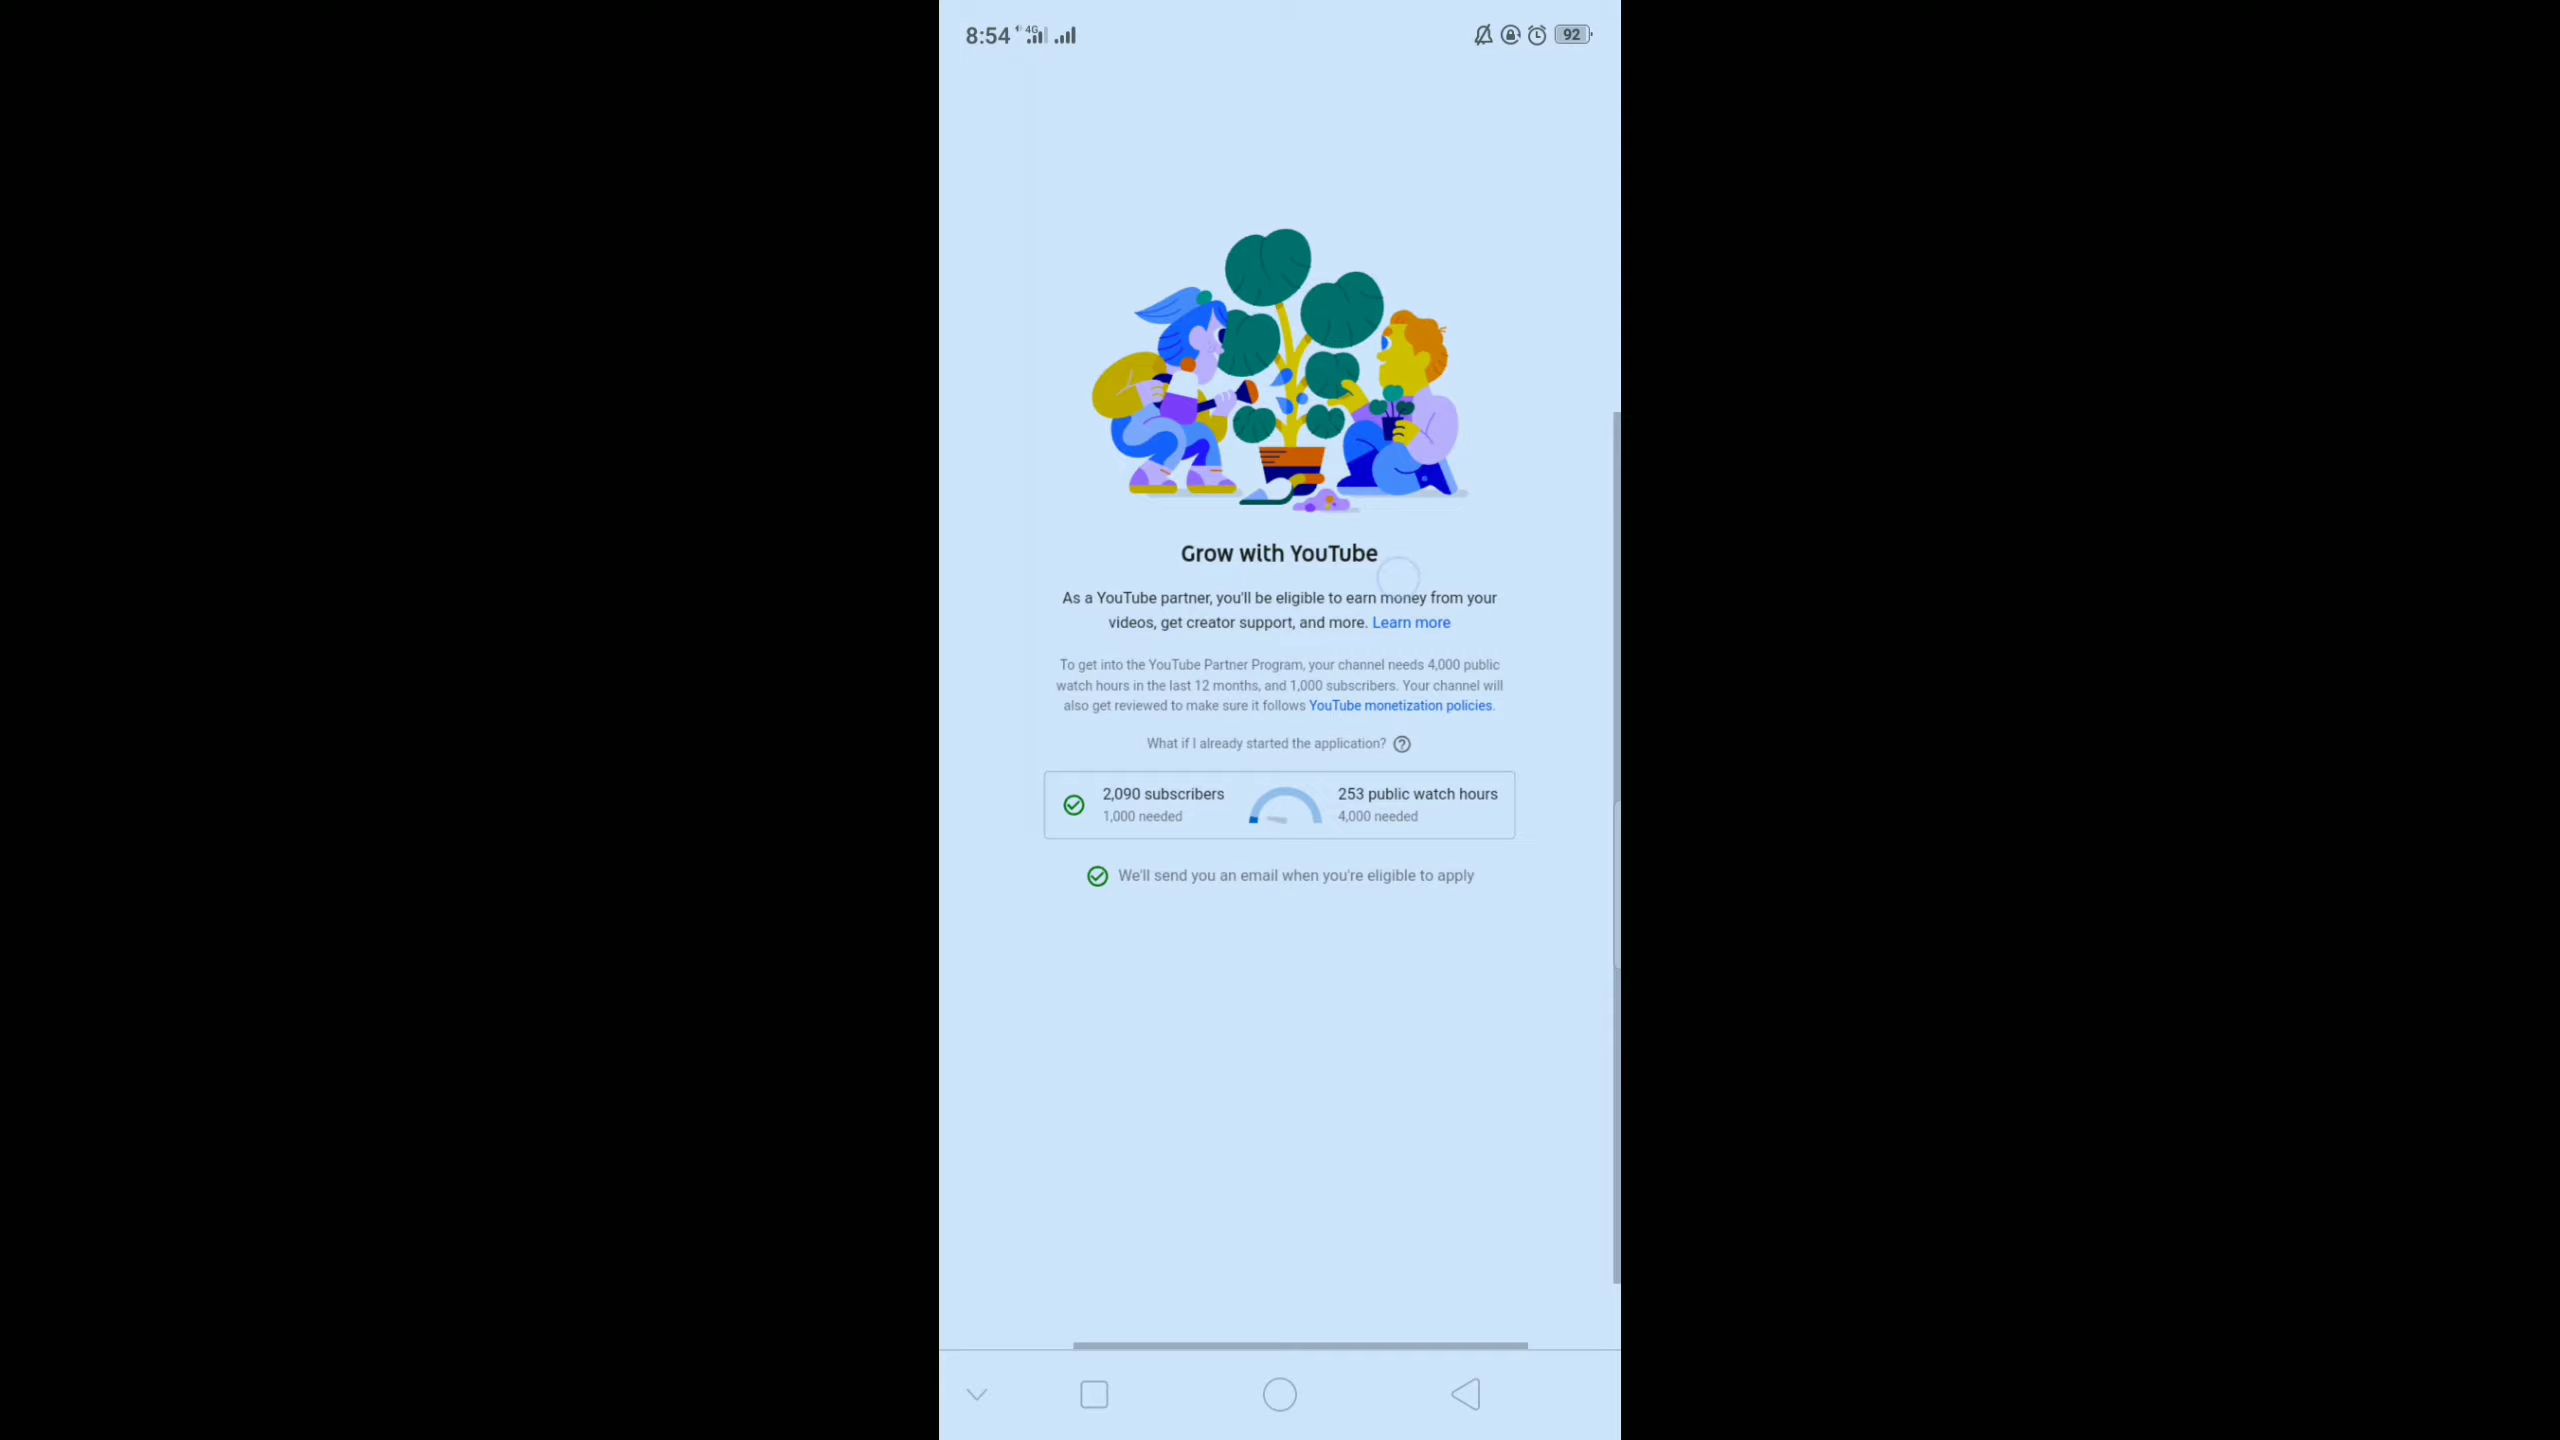 8:54 4G 92
Grow with YouTube
As a YouTube partner, you'll be eligible to earn money from your
videos, get creator support, and more. Learn more
To get into the YouTube Partner Program, your channel needs 4,000 public
watch hours in the last 12 months, and 1,000 subscribers. Your channel will
also get reviewed to make sure it follows YouTube monetization policies.
What if I already started the application? ?
2,090 subscribers
1,000 needed
253 public watch hours
4,000 needed
We'll send you an email when you're eligible to apply